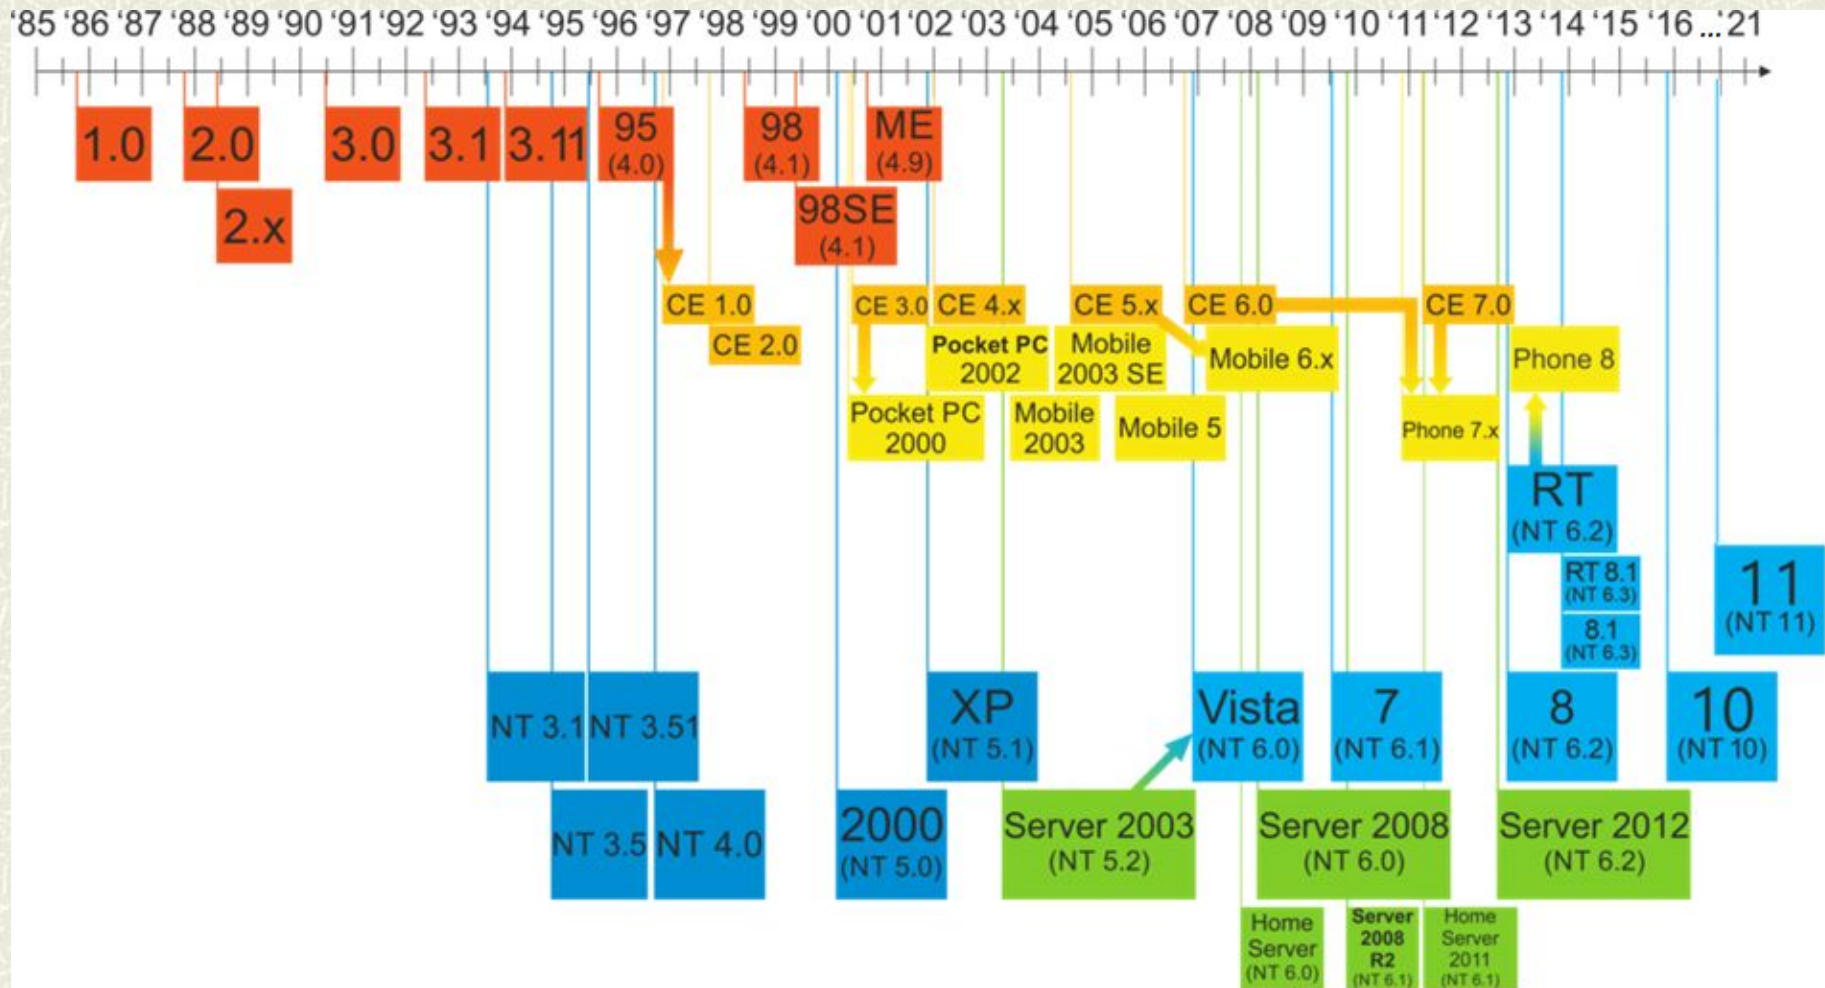 ‘85 ‘86 ‘87 ‘88 ‘89 ‘90 ‘91 ‘92 ‘93 ‘94 ‘95 ‘96 ‘97 ‘98 ‘99 ‘00 ‘01 ‘02 ‘03 ‘04 ‘05 ‘06 ‘07 ‘08 ‘09 ‘10 ‘11 ‘12 ‘13 ‘14 ‘15 ‘16 ... ‘21
1.0
2.0
2.x
3.0
3.1
3.11
95
(4.0)
98
(4.1)
98SE
(4.1)
ME
(4.9)
CE 1.0
CE 2.0
CE 3.0
CE 4.x
CE 5.x
CE 6.0
CE 7.0
Pocket PC
2002
Mobile
2003 SE
Mobile 6.x
Phone 8
Pocket PC
2000
Mobile
2003
Mobile 5
Phone 7.x
RT
(NT 6.2)
RT 8.1
(NT 6.3)
8.1
(NT 6.3)
11
(NT 11)
NT 3.1
NT 3.51
XP
(NT 5.1)
Vista
(NT 6.0)
7
(NT 6.1)
8
(NT 6.2)
10
(NT 10)
NT 3.5
NT 4.0
2000
(NT 5.0)
Server 2003
(NT 5.2)
Server 2008
(NT 6.0)
Server 2012
(NT 6.2)
Home
Server
(NT 6.0)
Server
2008
R2
(NT 6.1)
Home
Server
2011
(NT 6.1)